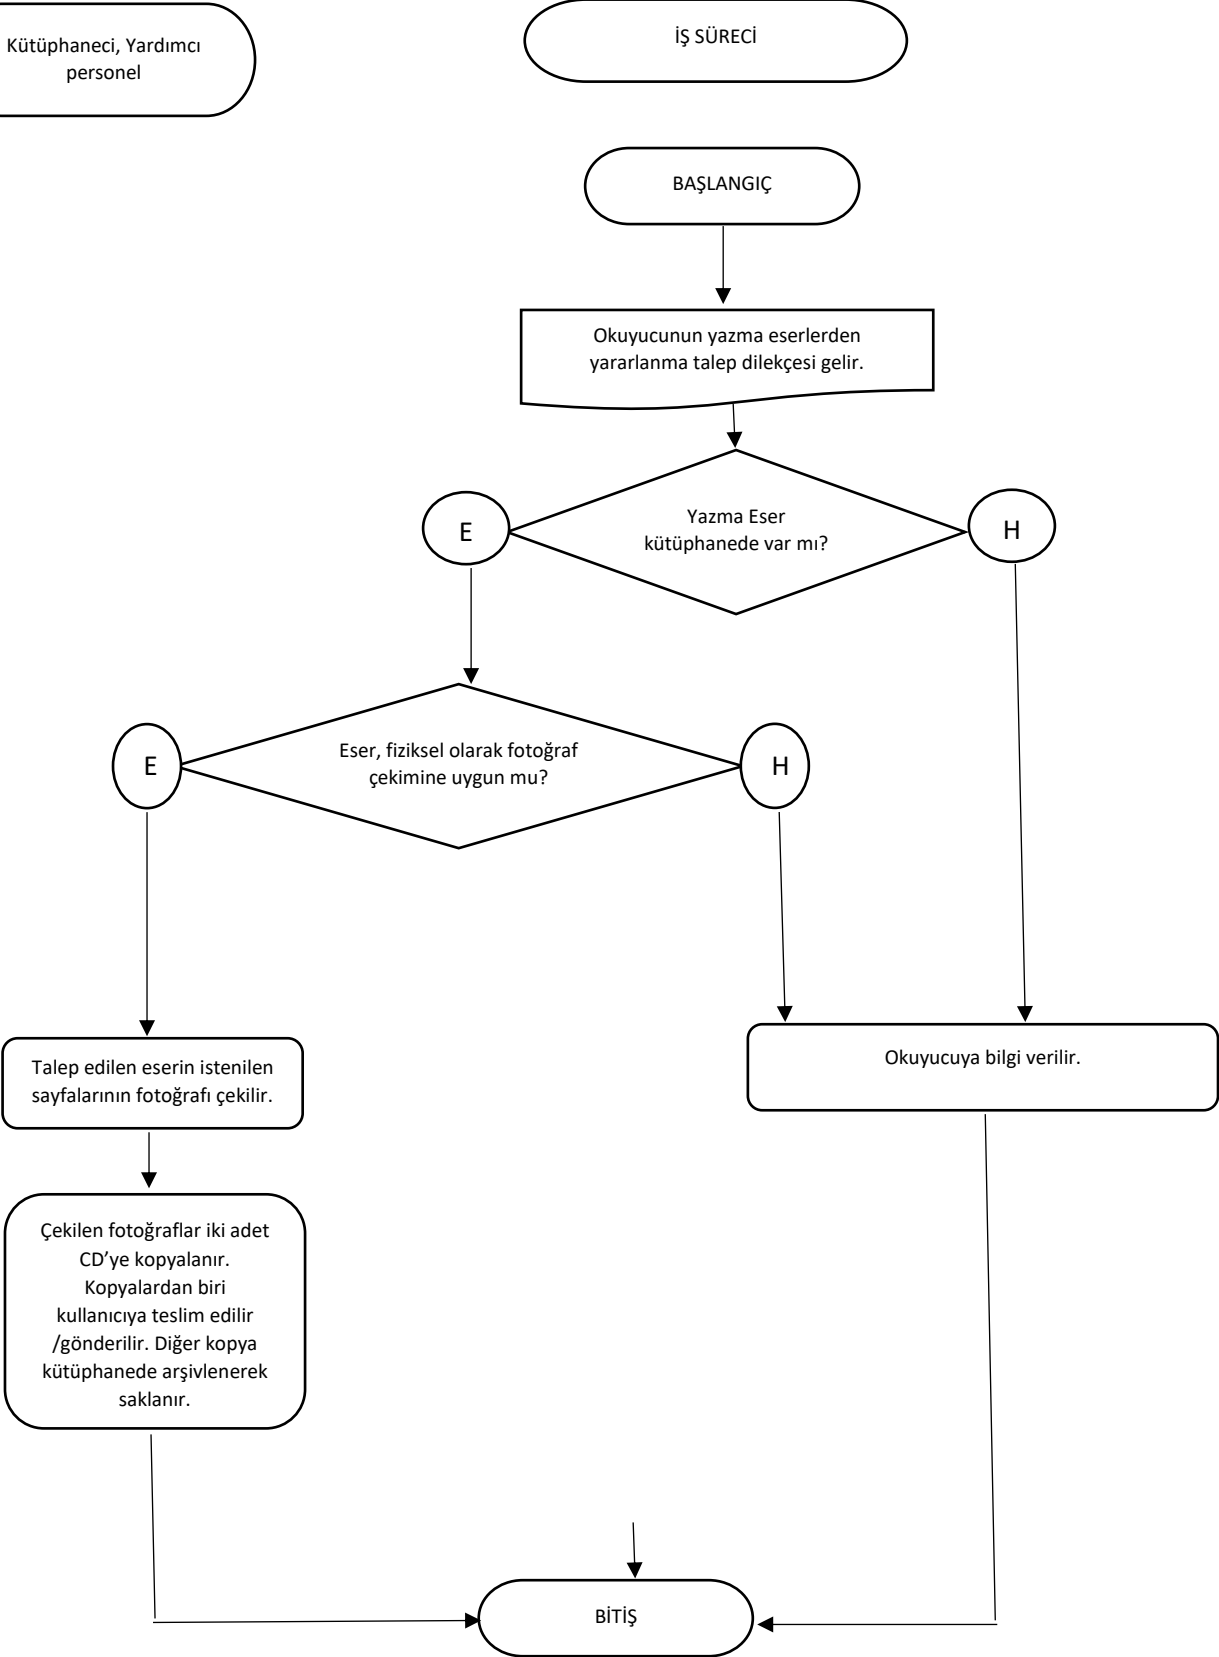 Kütüphaneci, Yardımcı
personel
İŞ SÜRECİ
BAŞLANGIÇ
Okuyucunun yazma eserlerden
yararlanma talep dilekçesi gelir.
E
Yazma Eser
kütüphanede var mı?
H
E
Eser, fiziksel olarak fotoğraf
çekimine uygun mu?
H
Talep edilen eserin istenilen
sayfalarının fotoğrafı çekilir.
Okuyucuya bilgi verilir.
Çekilen fotoğraflar iki adet
CD’ye kopyalanır.
Kopyalardan biri
kullanıcıya teslim edilir
/gönderilir. Diğer kopya
kütüphanede arşivlenerek
saklanır.
BİTİŞ